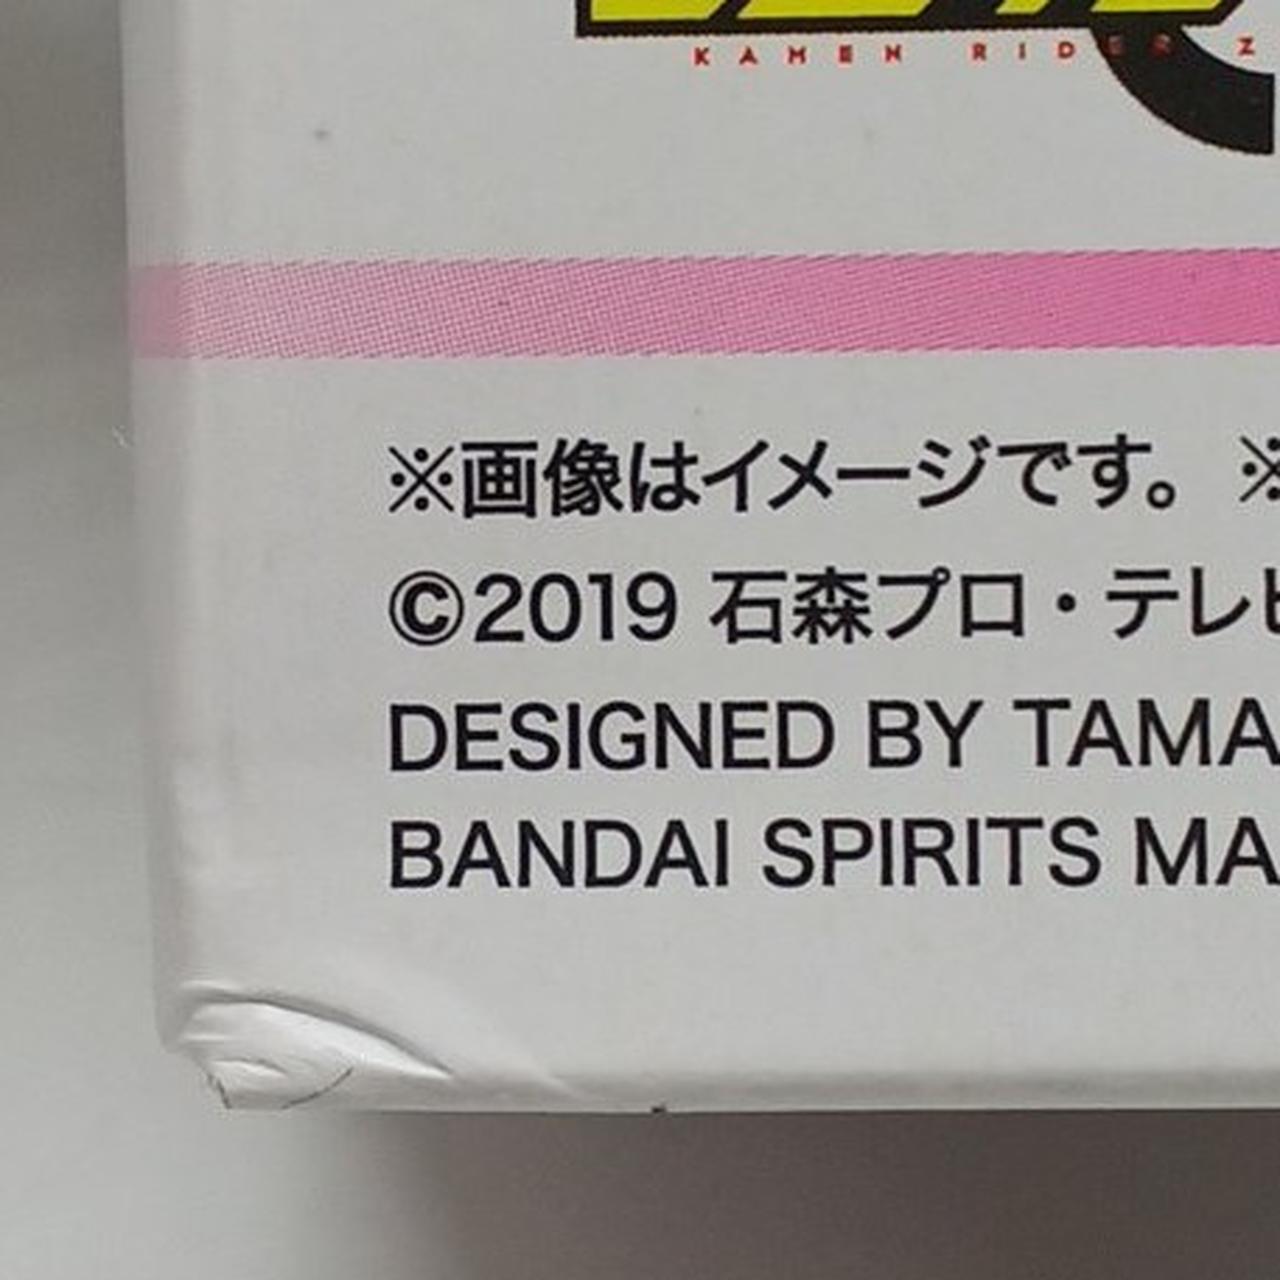 KAMEN RIDER Z
※画像はイメージです。 ※
©2019 石森プロ・テレビ
DESIGNED BY TAMA
BANDAI SPIRITS MA